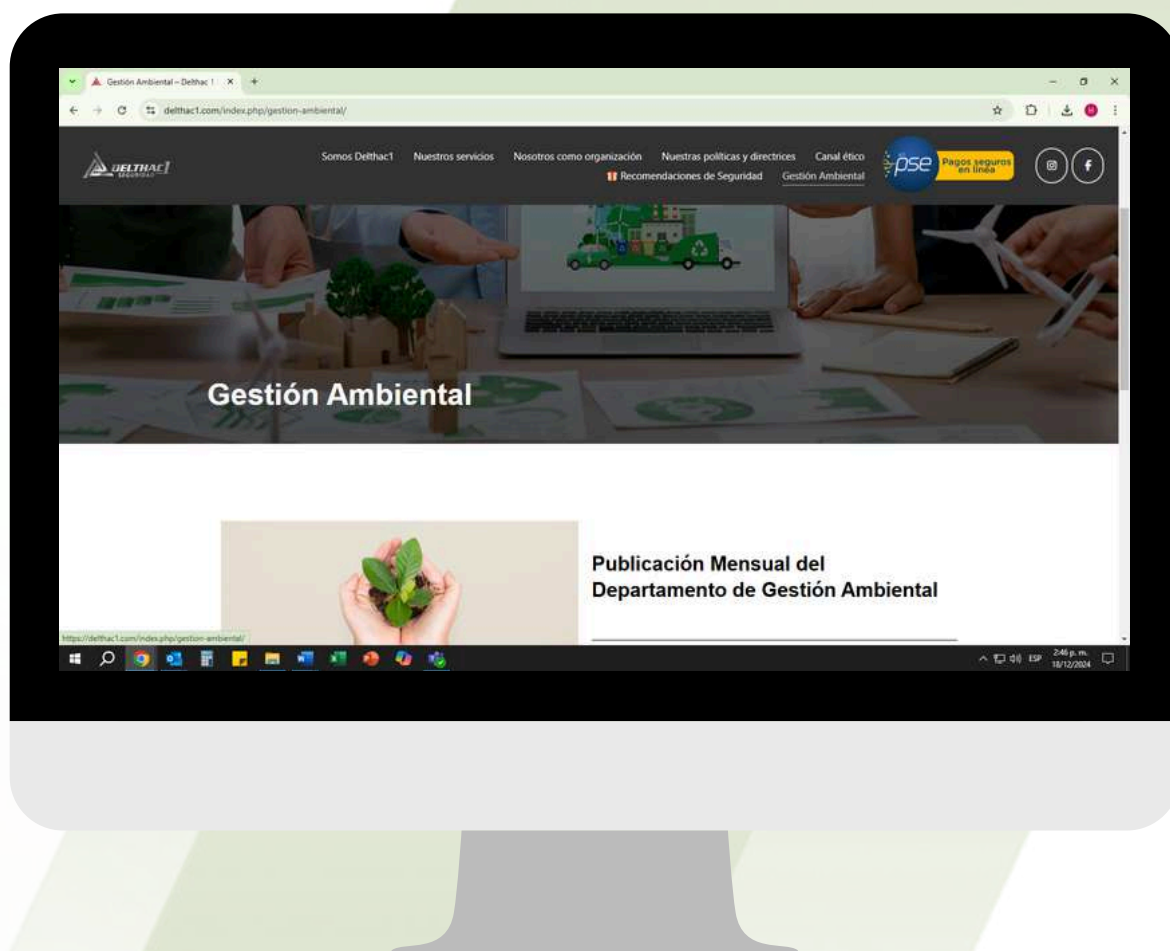 Gestión Ambiental – Delthac 1
delthac1.com/index.php/gestion-ambiental/
DELTHAC1
SEGURIDAD
Somos Delthac1 Nuestros servicios Nosotros como organización Nuestras políticas y directrices Canal ético
Recomendaciones de Seguridad Gestión Ambiental
pse
Pagos seguros
en línea
Gestión Ambiental
Publicación Mensual del
Departamento de Gestión Ambiental
https://delthac1.com/index.php/gestion-ambiental/
ESP
2:46 p. m.
18/12/2024